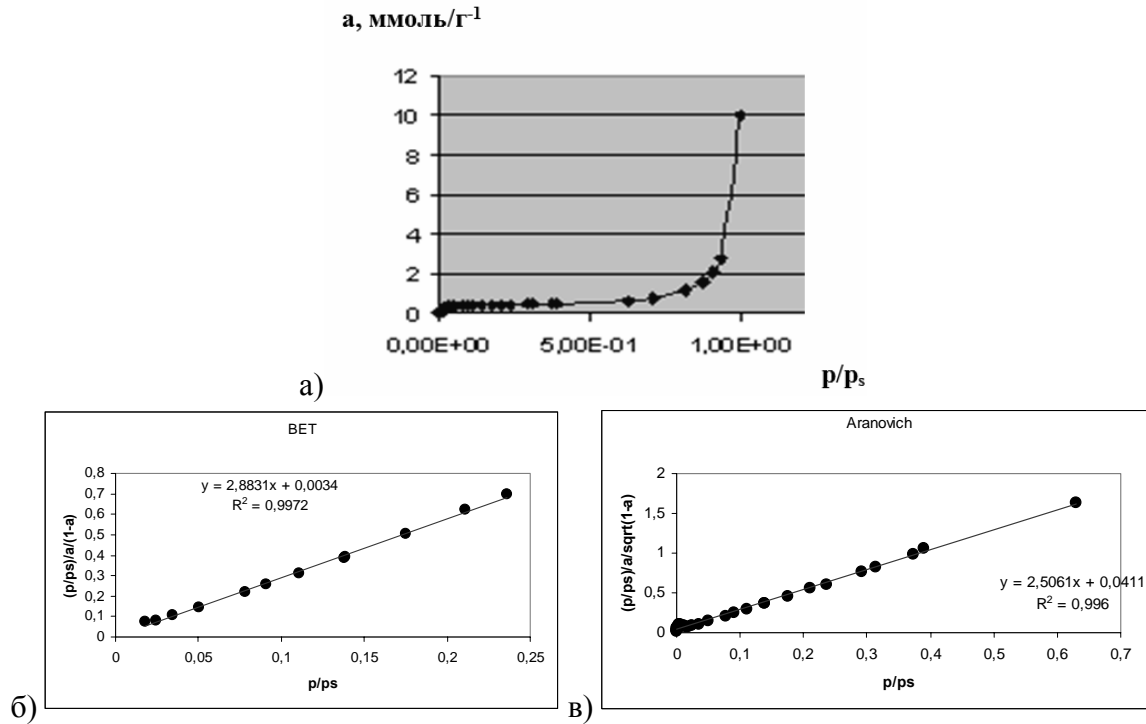 a, ммоль/г⁻¹
12
10
8
6
4
2
0
0,00E+00 5,00E-01 1,00E+00
p/pₛ
а)
BET
(p/ps)/a/(1-a)
0,8
0,7
0,6
0,5
0,4
0,3
0,2
0,1
0
y = 2,8831x + 0,0034
R² = 0,9972
0 0,05 0,1 0,15 0,2 0,25
p/ps
б)
Aranovich
(p/ps)/a/sqrt(1-a)
2
1,5
1
0,5
0
y = 2,5061x + 0,0411
R² = 0,996
0 0,1 0,2 0,3 0,4 0,5 0,6 0,7
p/ps
в)